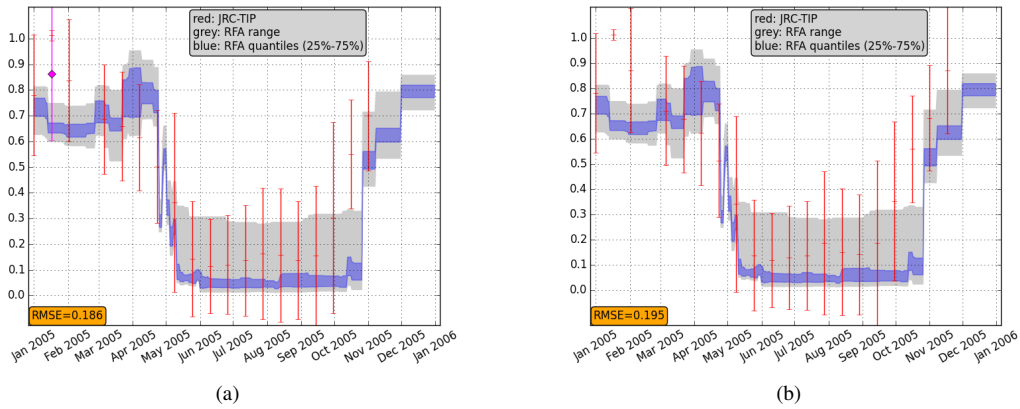 red: JRC-TIP
grey: RFA range
blue: RFA quantiles (25%-75%)
1.0
0.9
0.8
0.7
0.6
0.5
0.4
0.3
0.2
0.1
0.0
RMSE=0.186
Jan 2005
Feb 2005
Mar 2005
Apr 2005
May 2005
Jun 2005
Jul 2005
Aug 2005
Sep 2005
Oct 2005
Nov 2005
Dec 2005
Jan 2006
(a)
red: JRC-TIP
grey: RFA range
blue: RFA quantiles (25%-75%)
1.0
0.9
0.8
0.7
0.6
0.5
0.4
0.3
0.2
0.1
0.0
RMSE=0.195
Jan 2005
Feb 2005
Mar 2005
Apr 2005
May 2005
Jun 2005
Jul 2005
Aug 2005
Sep 2005
Oct 2005
Nov 2005
Dec 2005
Jan 2006
(b)